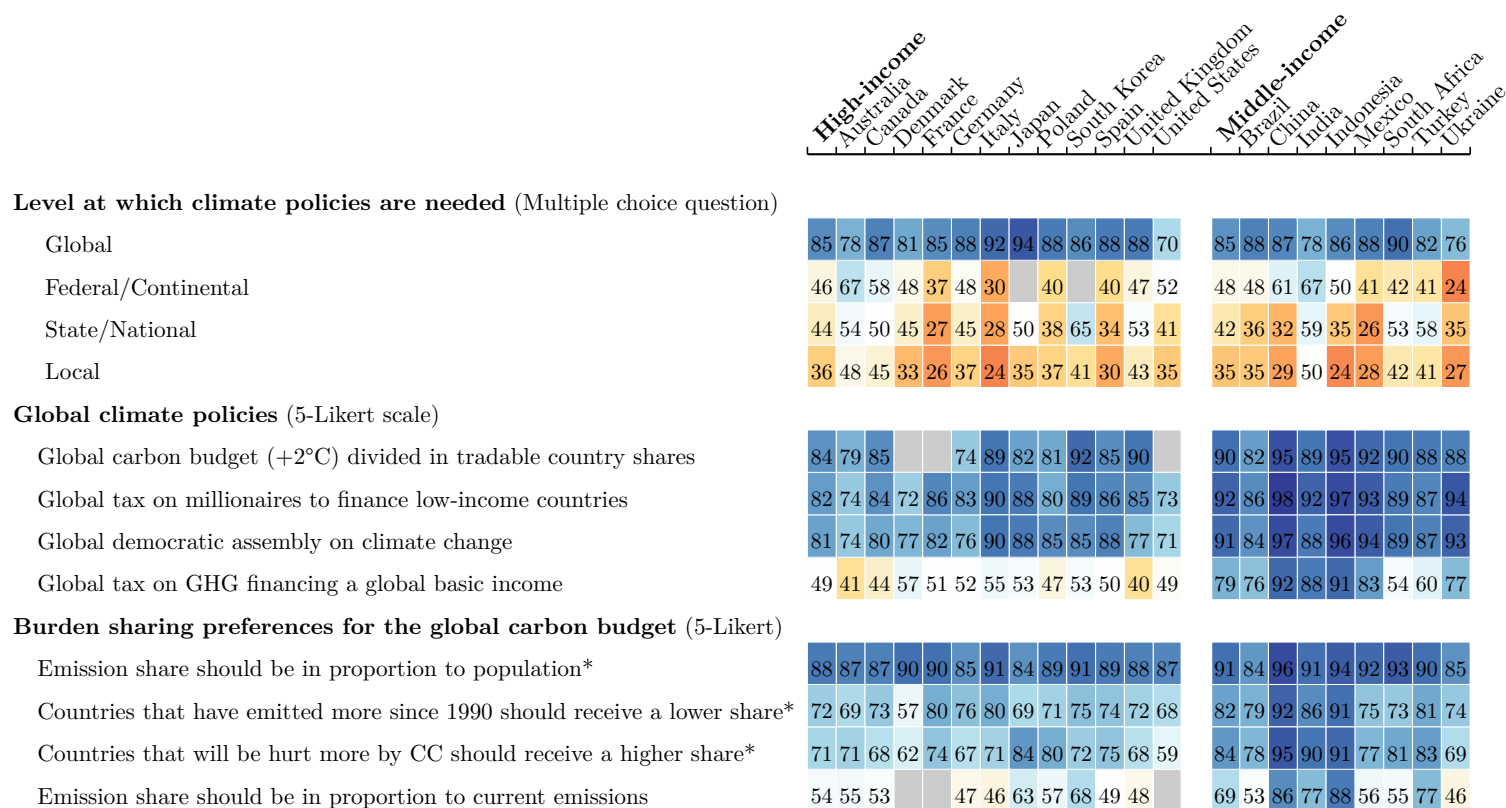 High-income Australia Canada Denmark France Germany Italy Japan Poland South Korea Spain United Kingdom United States Middle-income Brazil China India Indonesia Mexico South Africa Turkey Ukraine
Level at which climate policies are needed (Multiple choice question)
Global 85 78 87 81 85 88 92 94 88 86 88 88 70 85 88 87 78 86 88 90 82 76
Federal/Continental 46 67 58 48 37 48 30 40 40 47 52 48 48 61 67 50 41 42 41 24
State/National 44 54 50 45 27 45 28 50 38 65 34 53 41 42 36 32 59 35 26 53 58 35
Local 36 48 45 33 26 37 24 35 37 41 30 43 35 35 35 29 50 24 28 42 41 27
Global climate policies (5-Likert scale)
Global carbon budget (+2°C) divided in tradable country shares 84 79 85 74 89 82 81 92 85 90 90 82 95 89 95 92 90 88 88
Global tax on millionaires to finance low-income countries 82 74 84 72 86 83 90 88 80 89 86 85 73 92 86 98 92 97 93 89 87 94
Global democratic assembly on climate change 81 74 80 77 82 76 90 88 85 85 88 77 71 91 84 97 88 96 94 89 87 93
Global tax on GHG financing a global basic income 49 41 44 57 51 52 55 53 47 53 50 40 49 79 76 92 88 91 83 54 60 77
Burden sharing preferences for the global carbon budget (5-Likert)
Emission share should be in proportion to population* 88 87 87 90 90 85 91 84 89 91 89 88 87 91 84 96 91 94 92 93 90 85
Countries that have emitted more since 1990 should receive a lower share* 72 69 73 57 80 76 80 69 71 75 74 72 68 82 79 92 86 91 75 73 81 74
Countries that will be hurt more by CC should receive a higher share* 71 71 68 62 74 67 71 84 80 72 75 68 59 84 78 95 90 91 77 81 83 69
Emission share should be in proportion to current emissions 54 55 53 47 46 63 57 68 49 48 69 53 86 77 88 56 55 77 46